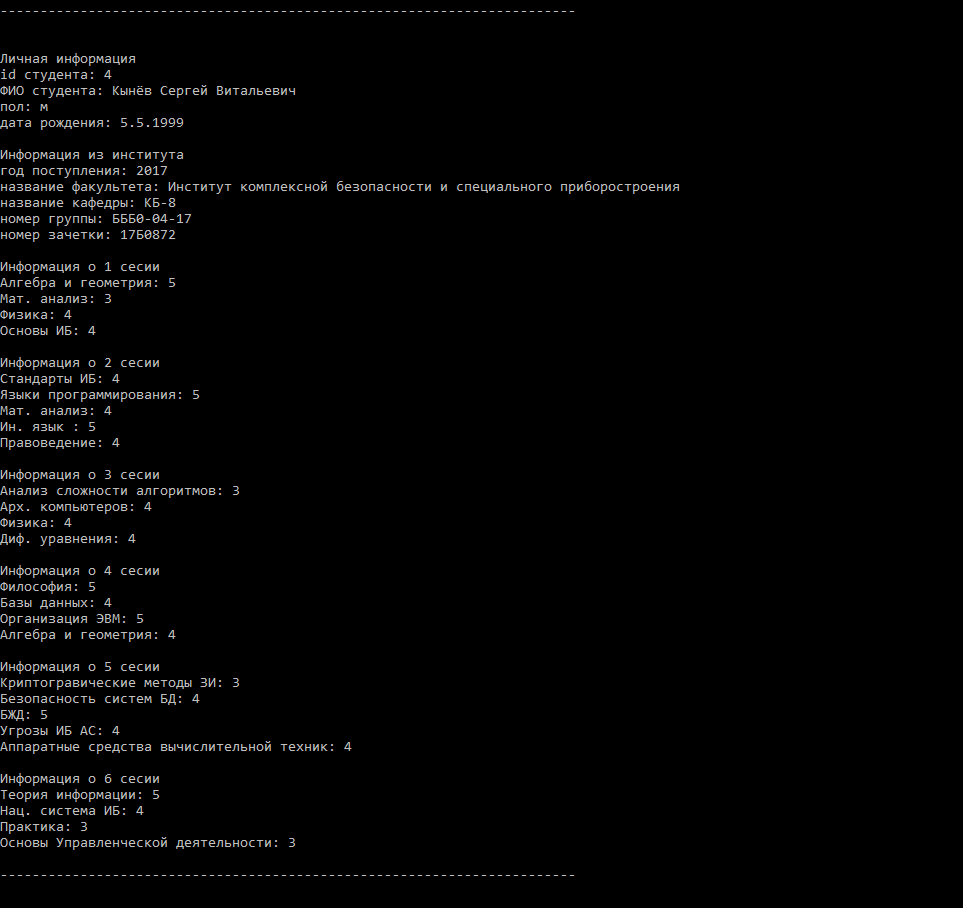 ------------------------------------------------------------------------
Личная информация
id студента: 4
ФИО студента: Кынёв Сергей Витальевич
пол: м
дата рождения: 5.5.1999
Информация из института
год поступления: 2017
название факультета: Институт комплексной безопасности и специального приборостроения
название кафедры: КБ-8
номер группы: БББ0-04-17
номер зачетки: 17Б0872
Информация о 1 сесии
Алгебра и геометрия: 5
Мат. анализ: 3
Физика: 4
Основы ИБ: 4
Информация о 2 сесии
Стандарты ИБ: 4
Языки программирования: 5
Мат. анализ: 4
Ин. язык : 5
Правоведение: 4
Информация о 3 сесии
Анализ сложности алгоритмов: 3
Арх. компьютеров: 4
Физика: 4
Диф. уравнения: 4
Информация о 4 сесии
Философия: 5
Базы данных: 4
Организация ЭВМ: 5
Алгебра и геометрия: 4
Информация о 5 сесии
Криптогравические методы ЗИ: 3
Безопасность систем БД: 4
БЖД: 5
Угрозы ИБ АС: 4
Аппаратные средства вычислительной техник: 4
Информация о 6 сесии
Теория информации: 5
Нац. система ИБ: 4
Практика: 3
Основы Управленческой деятельности: 3
------------------------------------------------------------------------